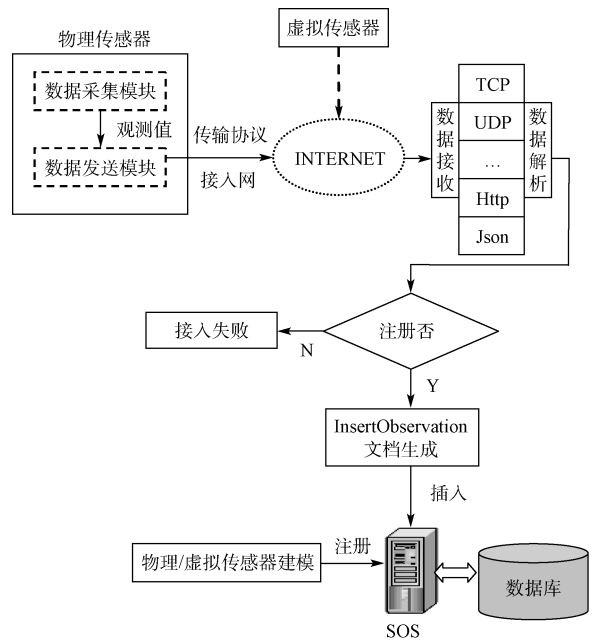 物理传感器
虚拟传感器
数据采集模块
观测值
数据发送模块
传输协议
接入网
INTERNET
数据接收
TCP
UDP
…
Http
Json
数据解析
注册否
N
接入失败
Y
InsertObservation
文档生成
插入
物理/虚拟传感器建模
注册
SOS
数据库